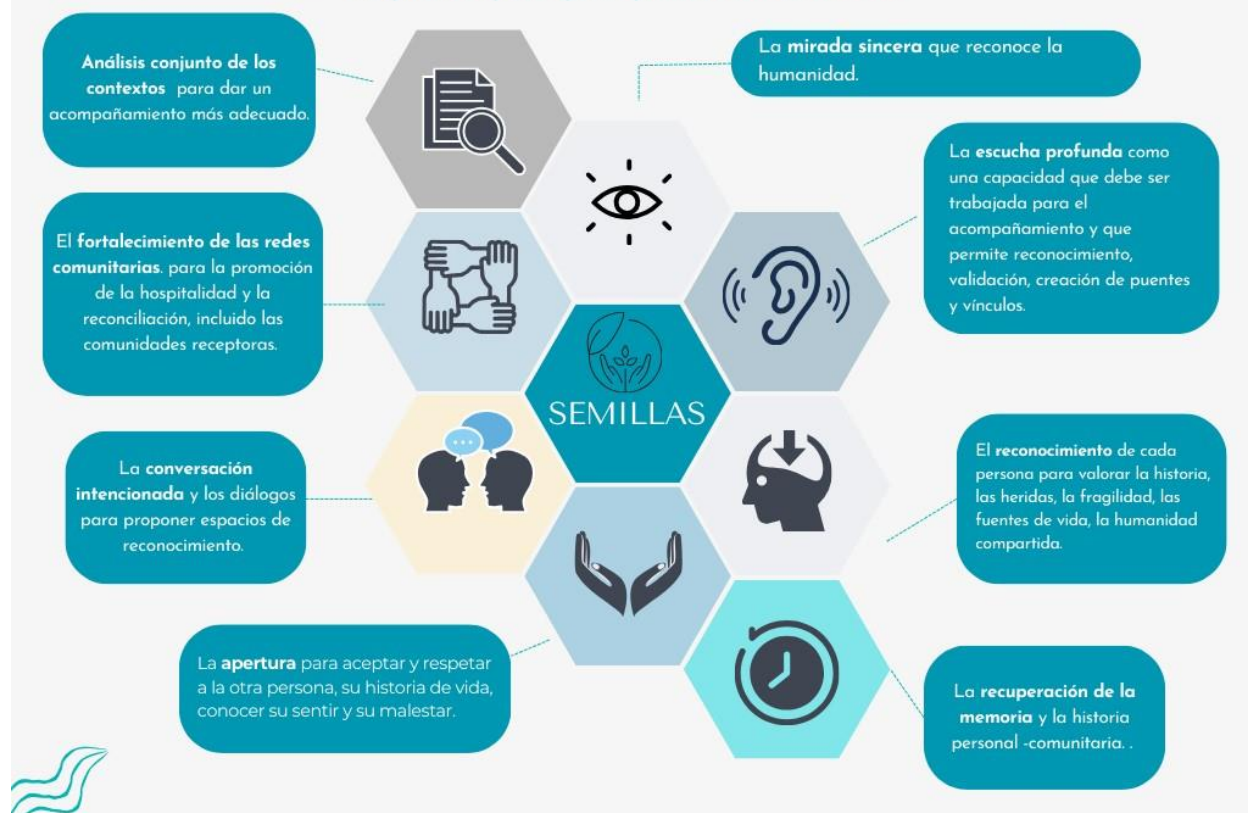 Análisis conjunto de los
contextos para dar un
acompañamiento más adecuado.
La mirada sincera que reconoce la
humanidad.
La escucha profunda como
una capacidad que debe ser
trabajada para el
acompañamiento y que
permite reconocimiento,
validación, creación de puentes
y vínculos.
El fortalecimiento de las redes
comunitarias. para la promoción
de la hospitalidad y la
reconciliación, incluido las
comunidades receptoras.
SEMILLAS
La conversación
intencionada y los diálogos
para proponer espacios de
reconocimiento.
El reconocimiento de cada
persona para valorar la historia,
las heridas, la fragilidad, las
fuentes de vida, la humanidad
compartida.
La apertura para aceptar y respetar
a la otra persona, su historia de vida,
conocer su sentir y su malestar.
La recuperación de la
memoria y la historia
personal -comunitaria. .